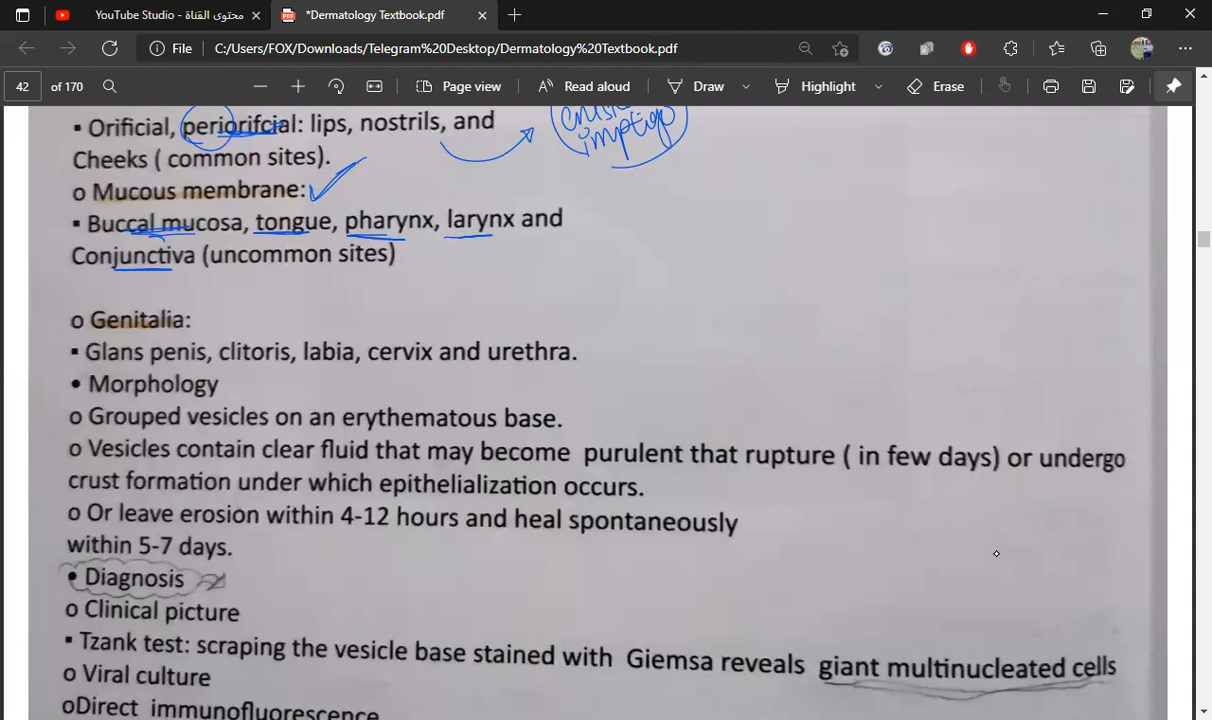 YouTube Studio - محتوى القناة
*Dermatology Textbook.pdf
File C:/Users/FOX/Downloads/Telegram%20Desktop/Dermatology%20Textbook.pdf
42 of 170 Page view Read aloud Draw Highlight Erase
▪ Orificial, periorifcial: lips, nostrils, and
Cheeks ( common sites).
o Mucous membrane:
▪ Buccal mucosa, tongue, pharynx, larynx and
Conjunctiva (uncommon sites)
o Genitalia:
▪ Glans penis, clitoris, labia, cervix and urethra.
• Morphology
o Grouped vesicles on an erythematous base.
o Vesicles contain clear fluid that may become purulent that rupture ( in few days) or undergo
crust formation under which epithelialization occurs.
o Or leave erosion within 4-12 hours and heal spontaneously
within 5-7 days.
• Diagnosis
o Clinical picture
▪ Tzank test: scraping the vesicle base stained with Giemsa reveals giant multinucleated cells
o Viral culture
oDirect immunofluorescence